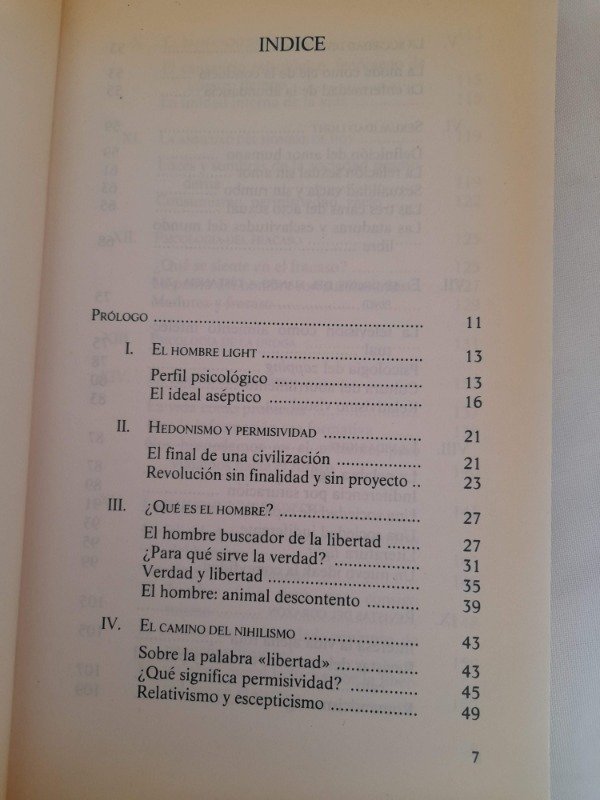 INDICE
PRÓLOGO ........ 11
I. EL HOMBRE LIGHT ........ 13
Perfil psicológico ........ 13
El ideal aséptico ........ 16
II. HEDONISMO Y PERMISIVIDAD ........ 21
El final de una civilización ........ 21
Revolución sin finalidad y sin proyecto .. 23
III. ¿QUÉ ES EL HOMBRE? ........ 27
El hombre buscador de la libertad ........ 27
¿Para qué sirve la verdad? ........ 31
Verdad y libertad ........ 35
El hombre: animal descontento ........ 39
IV. EL CAMINO DEL NIHILISMO ........ 43
Sobre la palabra «libertad» ........ 43
¿Qué significa permisividad? ........ 45
Relativismo y escepticismo ........ 49
7